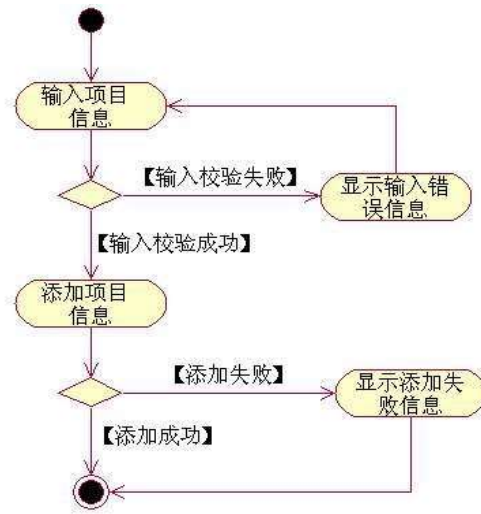 输入项目
信息
【输入校验失败】
显示输入错
误信息
【输入校验成功】
添加项目
信息
【添加失败】
显示添加失
败信息
【添加成功】